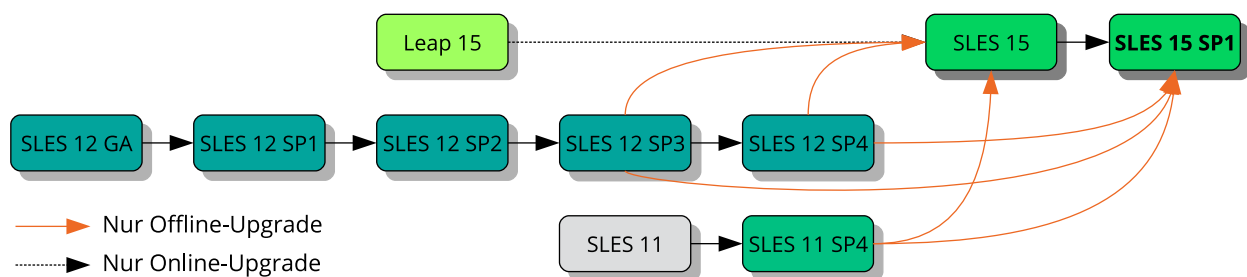 Leap 15
SLES 15
SLES 15 SP1
SLES 12 GA
SLES 12 SP1
SLES 12 SP2
SLES 12 SP3
SLES 12 SP4
SLES 11
SLES 11 SP4
Nur Offline-Upgrade
Nur Online-Upgrade